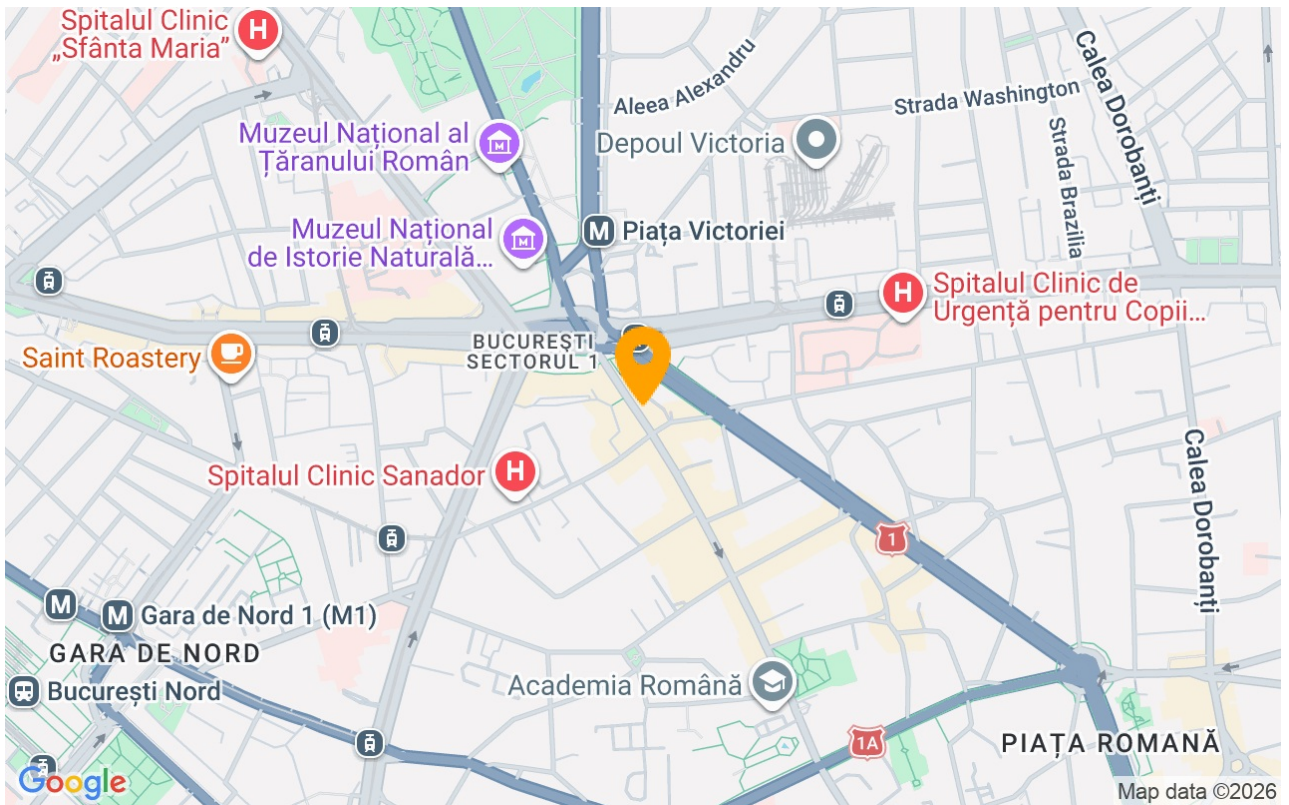 Spitalul Clinic
„Sfânta Maria”
H
Aleea Alexandru
Calea Dorobanți
Strada Washington
Muzeul Național al
Țăranului Român
M
Depoul Victoria
Strada Brazilia
Muzeul Național
de Istorie Naturală...
M
M
Piața Victoriei
H
Spitalul Clinic de
Urgență pentru Copii...
BUCUREȘTI
SECTORUL 1
Saint Roastery
Calea Dorobanți
Spitalul Clinic Sanador
H
1
M
M
Gara de Nord 1 (M1)
GARA DE NORD
București Nord
Academia Română
1A
PIAȚA ROMANĂ
Google
Map data ©2026